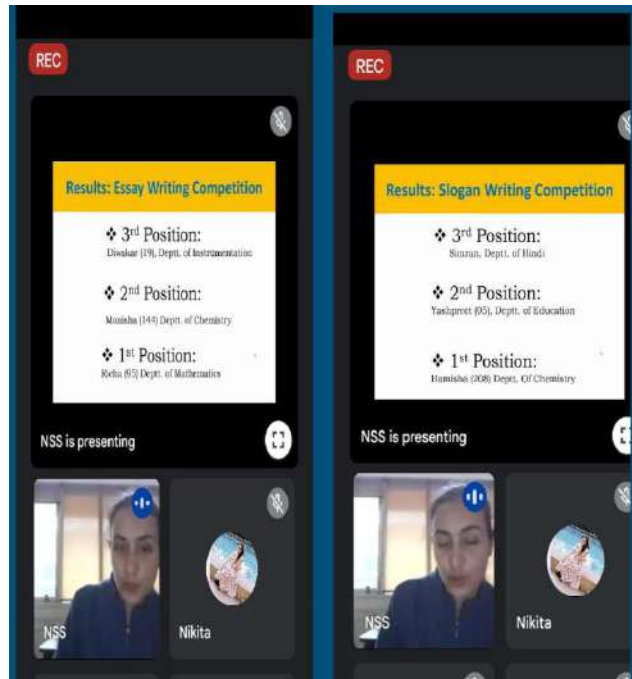 REC
Results: Essay Writing Competition
❖ 3rd Position:
Diwakar (19), Deptt. of Instrumentation
❖ 2nd Position:
Manisha (144) Deptt. of Chemistry
❖ 1st Position:
Richa (95) Deptt. of Mathematics
NSS is presenting
NSS
Nikita
REC
Results: Slogan Writing Competition
❖ 3rd Position:
Simran, Deptt. of Hindi
❖ 2nd Position:
Yashpreet (05), Deptt. of Education
❖ 1st Position:
Hamisha (208) Deptt. Of Chemistry
NSS is presenting
NSS
Nikita